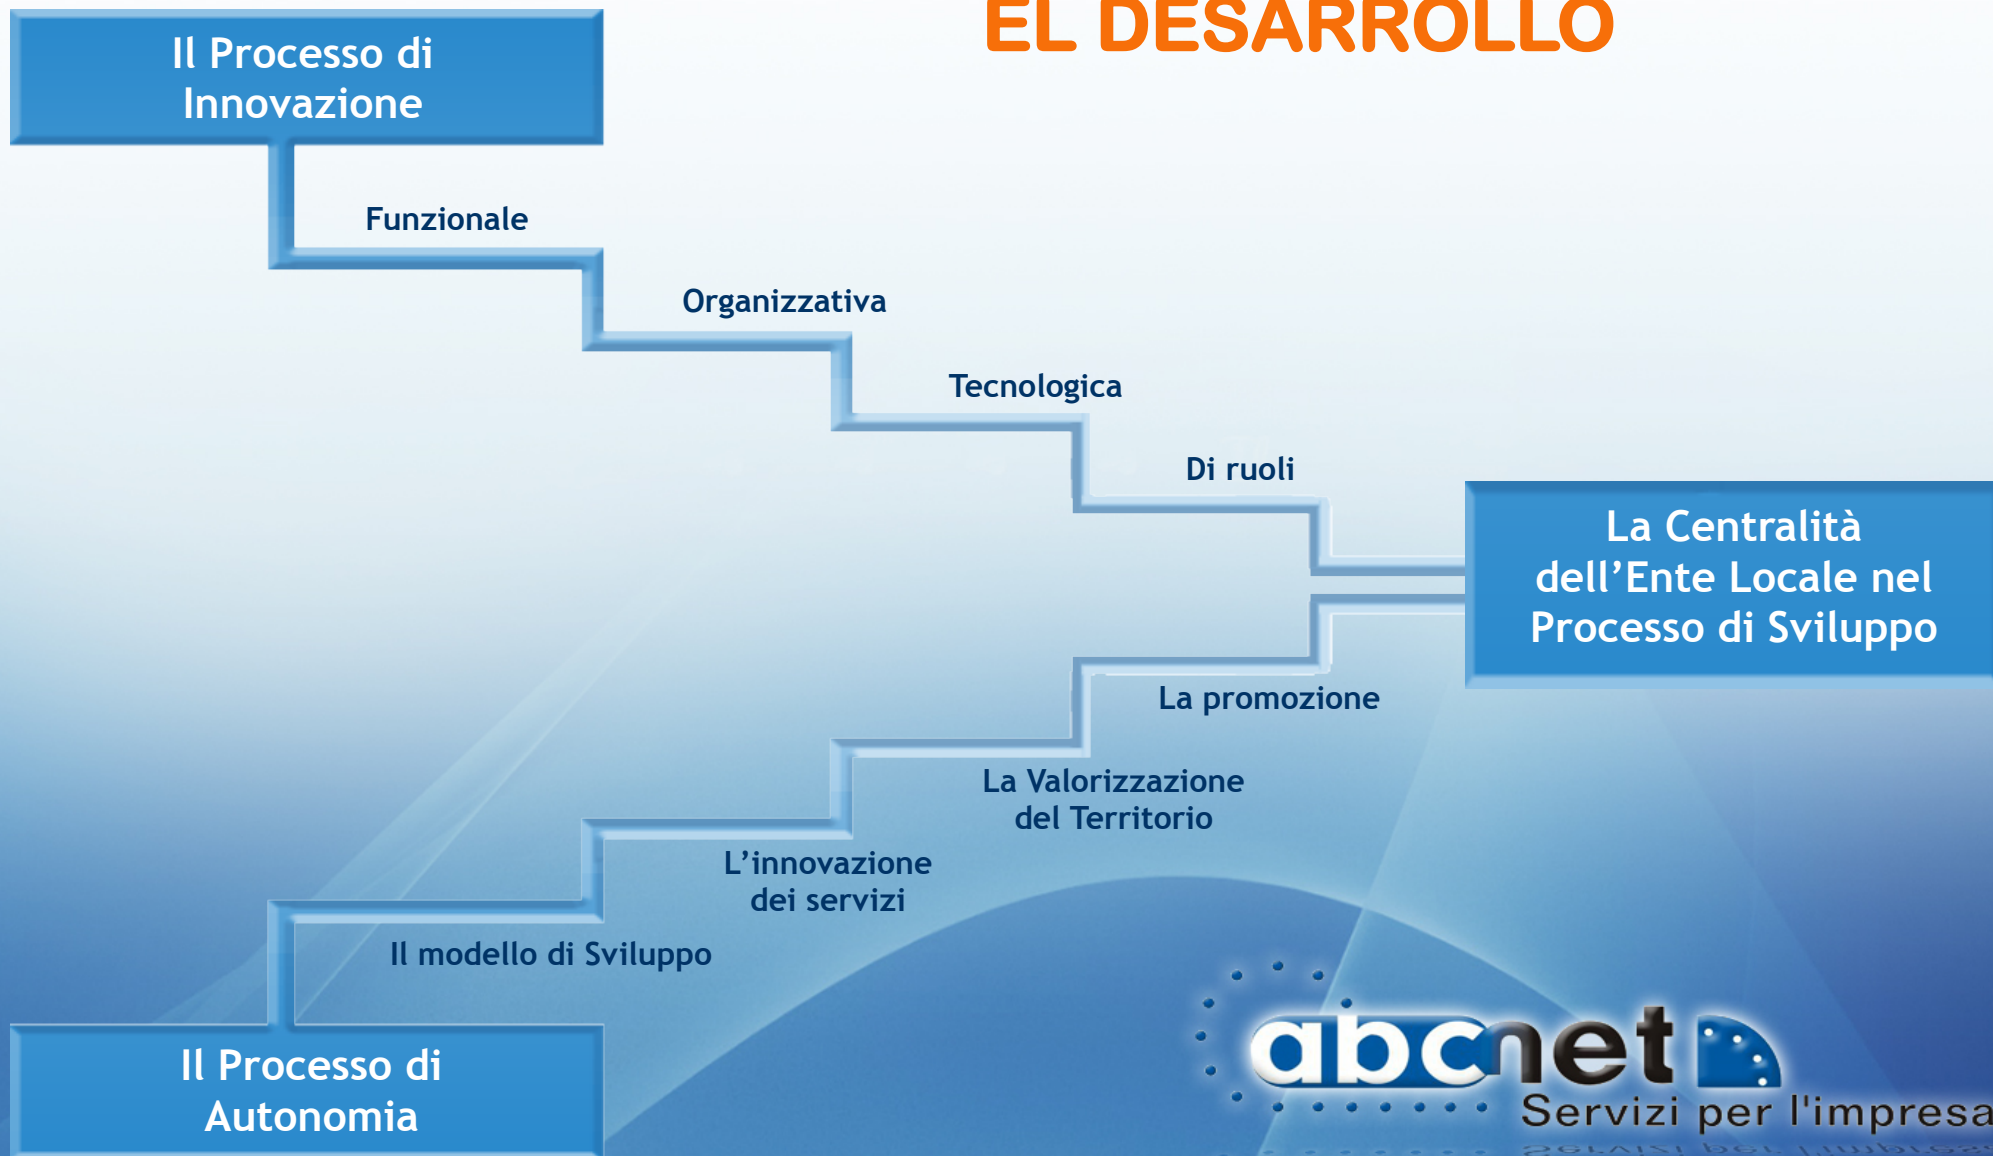 EL DESARROLLO
Il Processo di
Innovazione
Funzionale
Organizzativa
Tecnologica
Di ruoli
La Centralità
dell’Ente Locale nel
Processo di Sviluppo
La promozione
La Valorizzazione
del Territorio
L’innovazione
dei servizi
Il modello di Sviluppo
Il Processo di
Autonomia
abcnet
Servizi per l'impresa